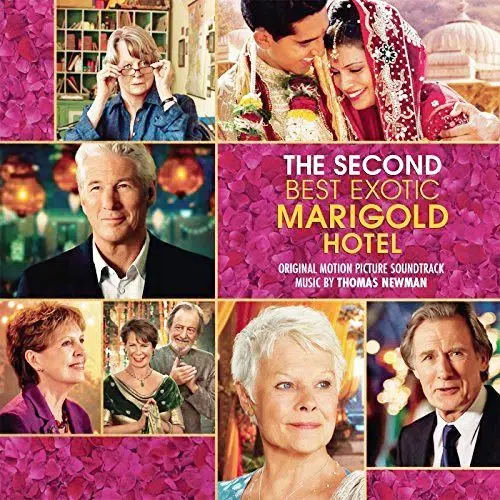 THE SECOND
BEST EXOTIC
MARIGOLD
HOTEL
ORIGINAL MOTION PICTURE SOUNDTRACK
MUSIC BY THOMAS NEWMAN